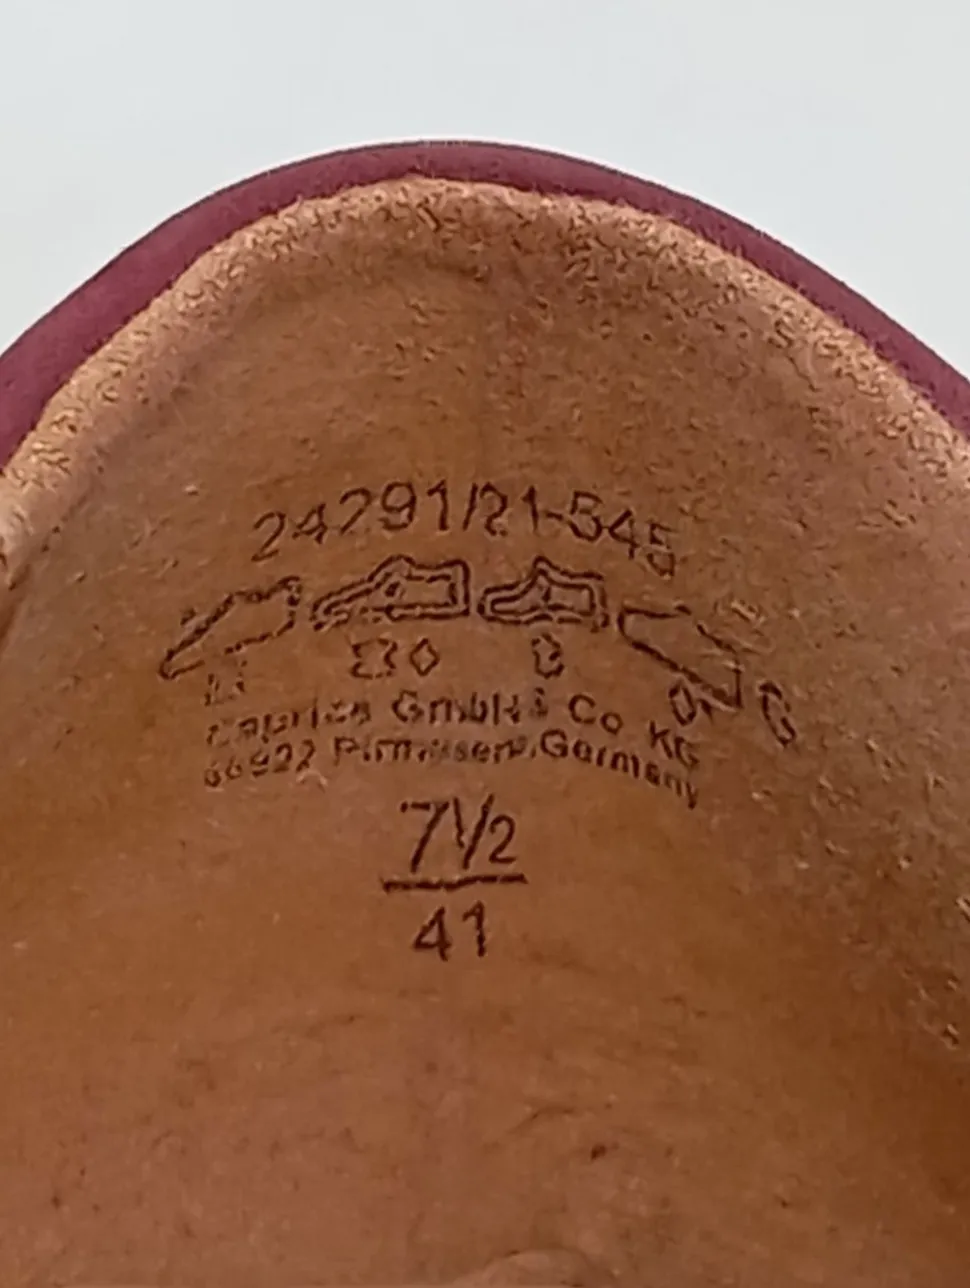 24291/21-545
Caprice GmbH & Co KG
66922 Pirmasens, Germany
7½
41